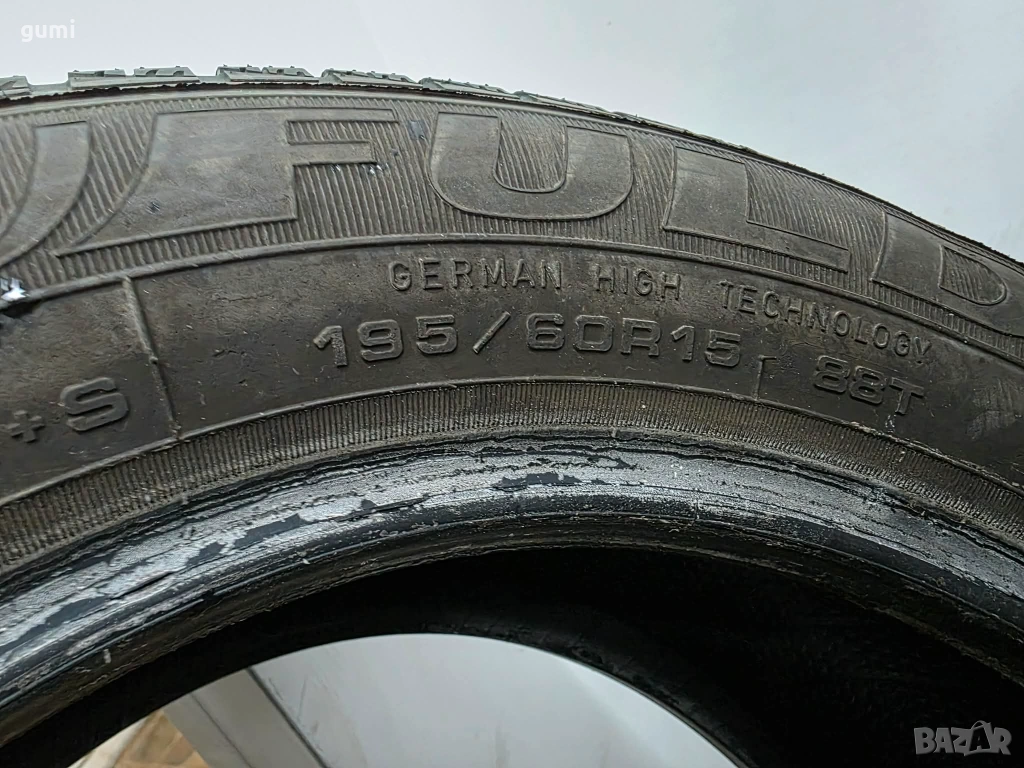 gumi
FULD
GERMAN HIGH TECHNOLOGY
195/60R15 88T
+S
BAZAR